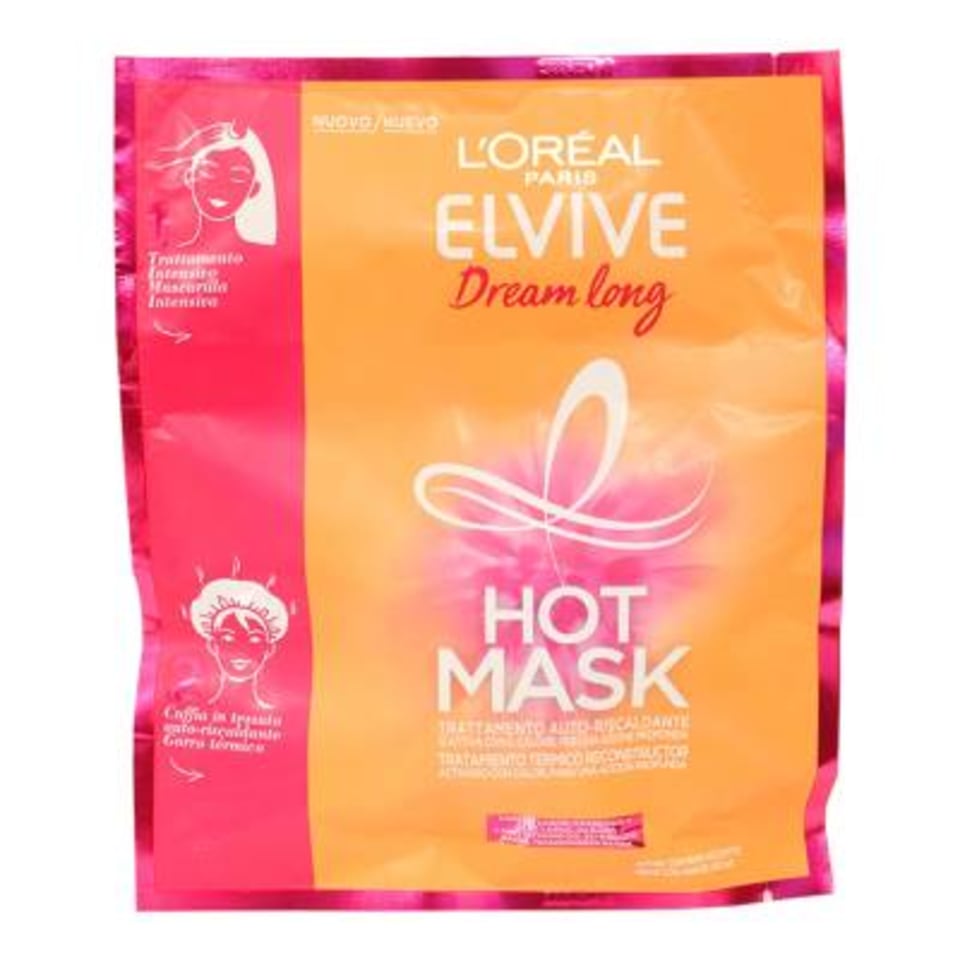 NUOVO/NUEVO
L'ORÉAL
PARIS
ELVIVE
Dream long
Trattamento
Intensivo
Mascarilla
Intensiva
HOT
MASK
TRATTAMENTO AUTO-RISCALDANTE
TRATAMIENTO TÉRMICO RECONSTRUCTOR
Cuffia in tessuto
auto-riscaldante
Gorro térmico